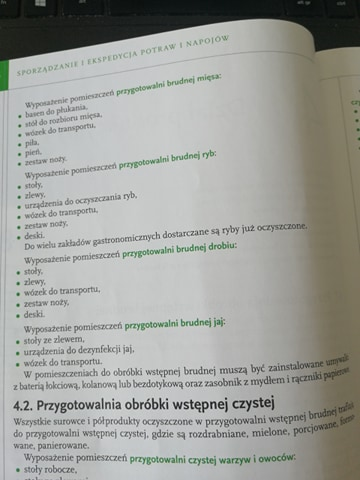 SPORZĄDZANIE I EKSPEDYCJA POTRAW I NAPOJÓW
Wyposażenie pomieszczeń przygotowalni brudnej mięsa:
• basen do płukania,
• stół do rozbioru mięsa,
• wózek do transportu,
• piła,
• pień,
• zestaw noży.
Wyposażenie pomieszczeń przygotowalni brudnej ryb:
• stoły,
• zlewy,
• urządzenia do oczyszczania ryb,
• wózek do transportu,
• zestaw noży,
• deski.
Do wielu zakładów gastronomicznych dostarczane są ryby już oczyszczone.
Wyposażenie pomieszczeń przygotowalni brudnej drobiu:
• stoły,
• zlewy,
• wózek do transportu,
• zestaw noży,
• deski.
Wyposażenie pomieszczeń przygotowalni brudnej jaj:
• stoły ze zlewem,
• urządzenia do dezynfekcji jaj,
• wózek do transportu.
W pomieszczeniach do obróbki wstępnej brudnej muszą być zainstalowane umywalki
z baterią łokciową, kolanową lub bezdotykową oraz zasobnik z mydłem i ręczniki papierowe.
4.2. Przygotowalnia obróbki wstępnej czystej
Wszystkie surowce i półprodukty oczyszczone w przygotowalni wstępnej brudnej trafiają
do przygotowalni wstępnej czystej, gdzie są rozdrabniane, mielone, porcjowane,
wane, panierowane.
Wyposażenie pomieszczeń przygotowalni czystej warzyw i owoców:
• stoły robocze,